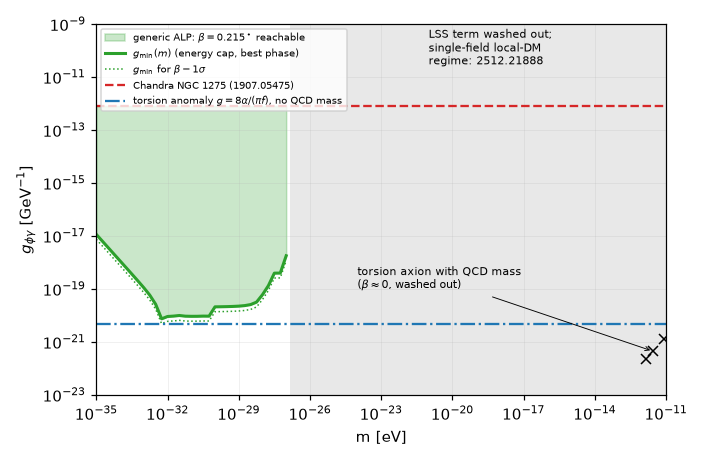 generic ALP: β = 0.215° reachable
g_min(m) (energy cap, best phase)
g_min for β − 1σ
Chandra NGC 1275 (1907.05475)
torsion anomaly g = 8α/(πf), no QCD mass
LSS term washed out;
single-field local-DM
regime: 2512.21888
torsion axion with QCD mass
(β ≈ 0, washed out)
g_ϕγ [GeV⁻¹]
10⁻⁹
10⁻¹¹
10⁻¹³
10⁻¹⁵
10⁻¹⁷
10⁻¹⁹
10⁻²¹
10⁻²³
10⁻³⁵ 10⁻³² 10⁻²⁹ 10⁻²⁶ 10⁻²³ 10⁻²⁰ 10⁻¹⁷ 10⁻¹⁴ 10⁻¹¹
m [eV]